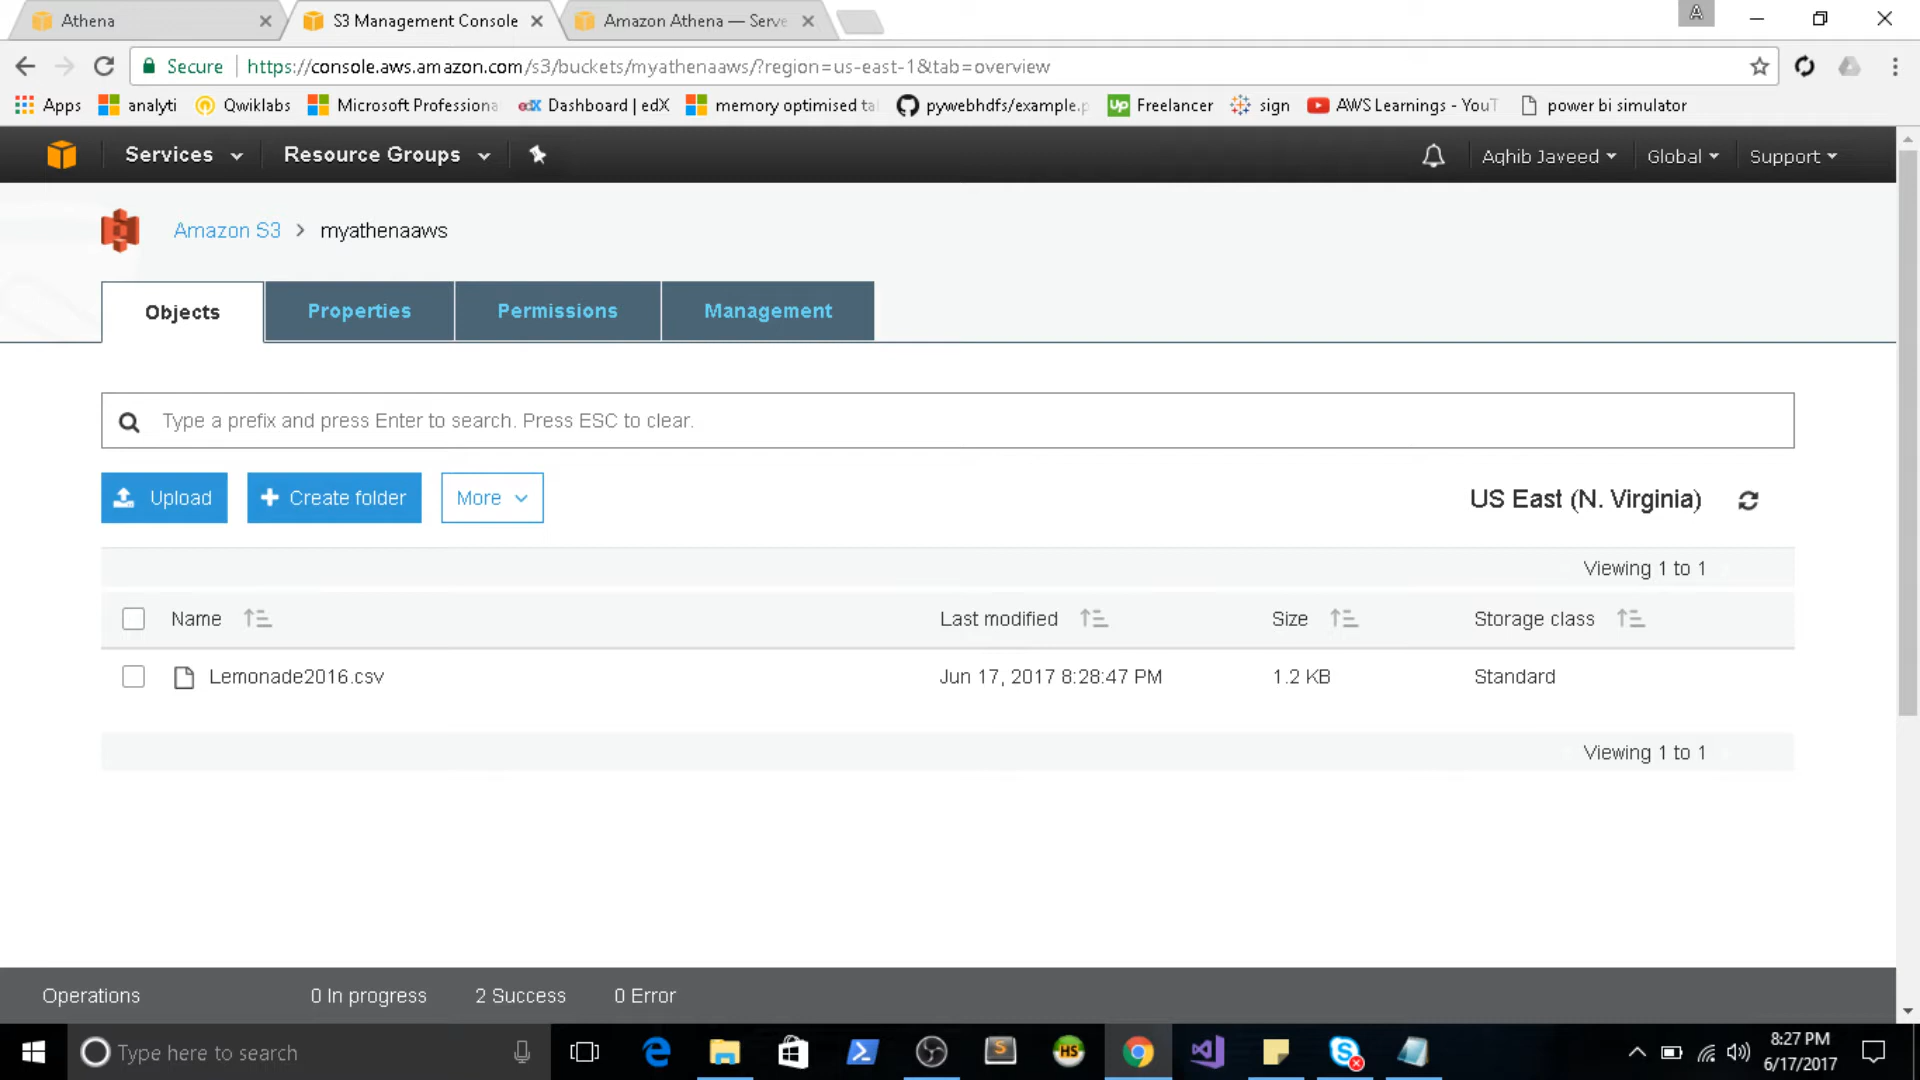 Athena
S3 Management Console
Amazon Athena — Serve
A
Secure
https://console.aws.amazon.com/s3/buckets/myathenaaws/?region=us-east-1&tab=overview
Apps
analyti
Qwiklabs
Microsoft Professiona
edX Dashboard | edX
memory optimised ta
pywebhdfs/example.p
Up Freelancer
sign
AWS Learnings - YouT
power bi simulator
Services
Resource Groups
Aqhib Javeed
Global
Support
Amazon S3 > myathenaaws
Objects
Properties
Permissions
Management
Type a prefix and press Enter to search. Press ESC to clear.
Upload
Create folder
More
US East (N. Virginia)
Viewing 1 to 1
Name
Last modified
Size
Storage class
Lemonade2016.csv
Jun 17, 2017 8:28:47 PM
1.2 KB
Standard
Viewing 1 to 1
Operations
0 In progress
2 Success
0 Error
Type here to search
S
HS
8:27 PM
6/17/2017